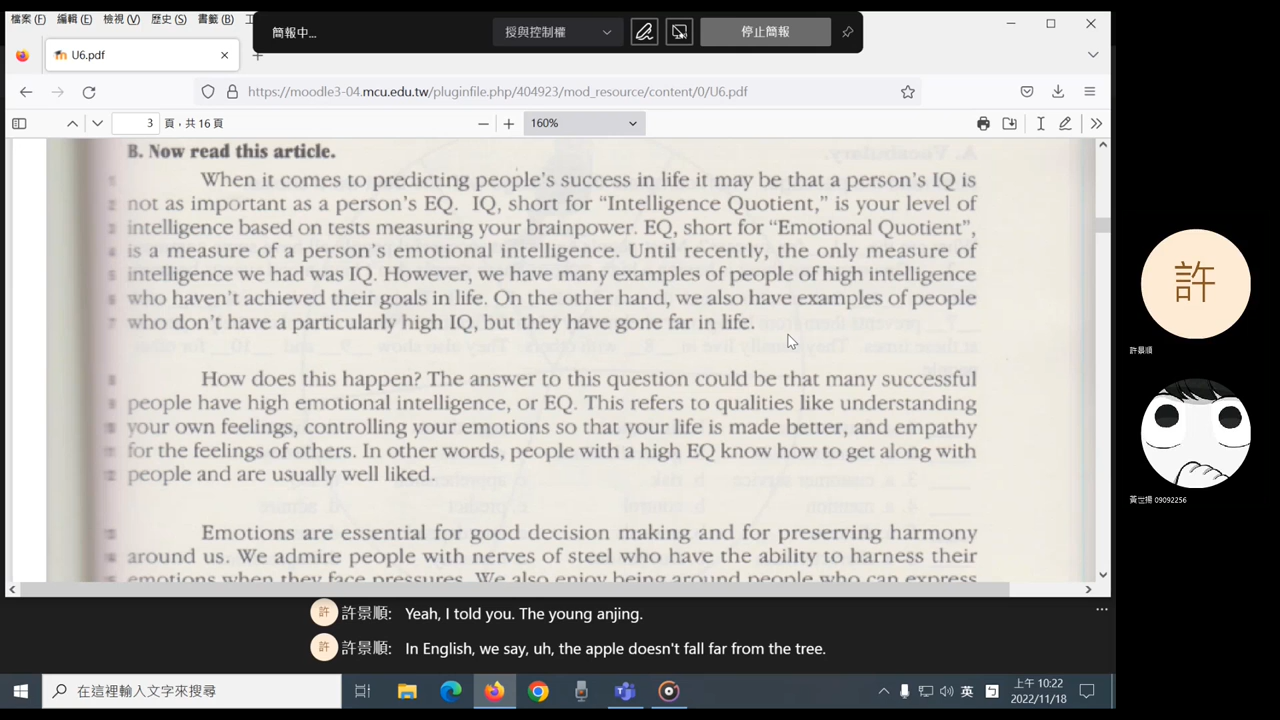 檔案(F) 編輯(E) 檢視(V) 歷史(S) 書籤(B)
簡報中... 授與控制權 停止簡報
U6.pdf
https://moodle3-04.mcu.edu.tw/pluginfile.php/404923/mod_resource/content/0/U6.pdf
3 頁，共 16 頁 160%
B. Now read this article.
When it comes to predicting people's success in life it may be that a person's IQ is
not as important as a person's EQ. IQ, short for "Intelligence Quotient," is your level of
intelligence based on tests measuring your brainpower. EQ, short for "Emotional Quotient",
is a measure of a person's emotional intelligence. Until recently, the only measure of
intelligence we had was IQ. However, we have many examples of people of high intelligence
who haven't achieved their goals in life. On the other hand, we also have examples of people
who don't have a particularly high IQ, but they have gone far in life.
How does this happen? The answer to this question could be that many successful
people have high emotional intelligence, or EQ. This refers to qualities like understanding
your own feelings, controlling your emotions so that your life is made better, and empathy
for the feelings of others. In other words, people with a high EQ know how to get along with
people and are usually well liked.
Emotions are essential for good decision making and for preserving harmony
around us. We admire people with nerves of steel who have the ability to harness their
emotions when they face pressures. We also enjoy being around people who can express
許
許景順
黃世揚 09092256
許 許景順: Yeah, I told you. The young anjing.
許 許景順: In English, we say, uh, the apple doesn't fall far from the tree.
在這裡輸入文字來搜尋
英
上午 10:22
2022/11/18